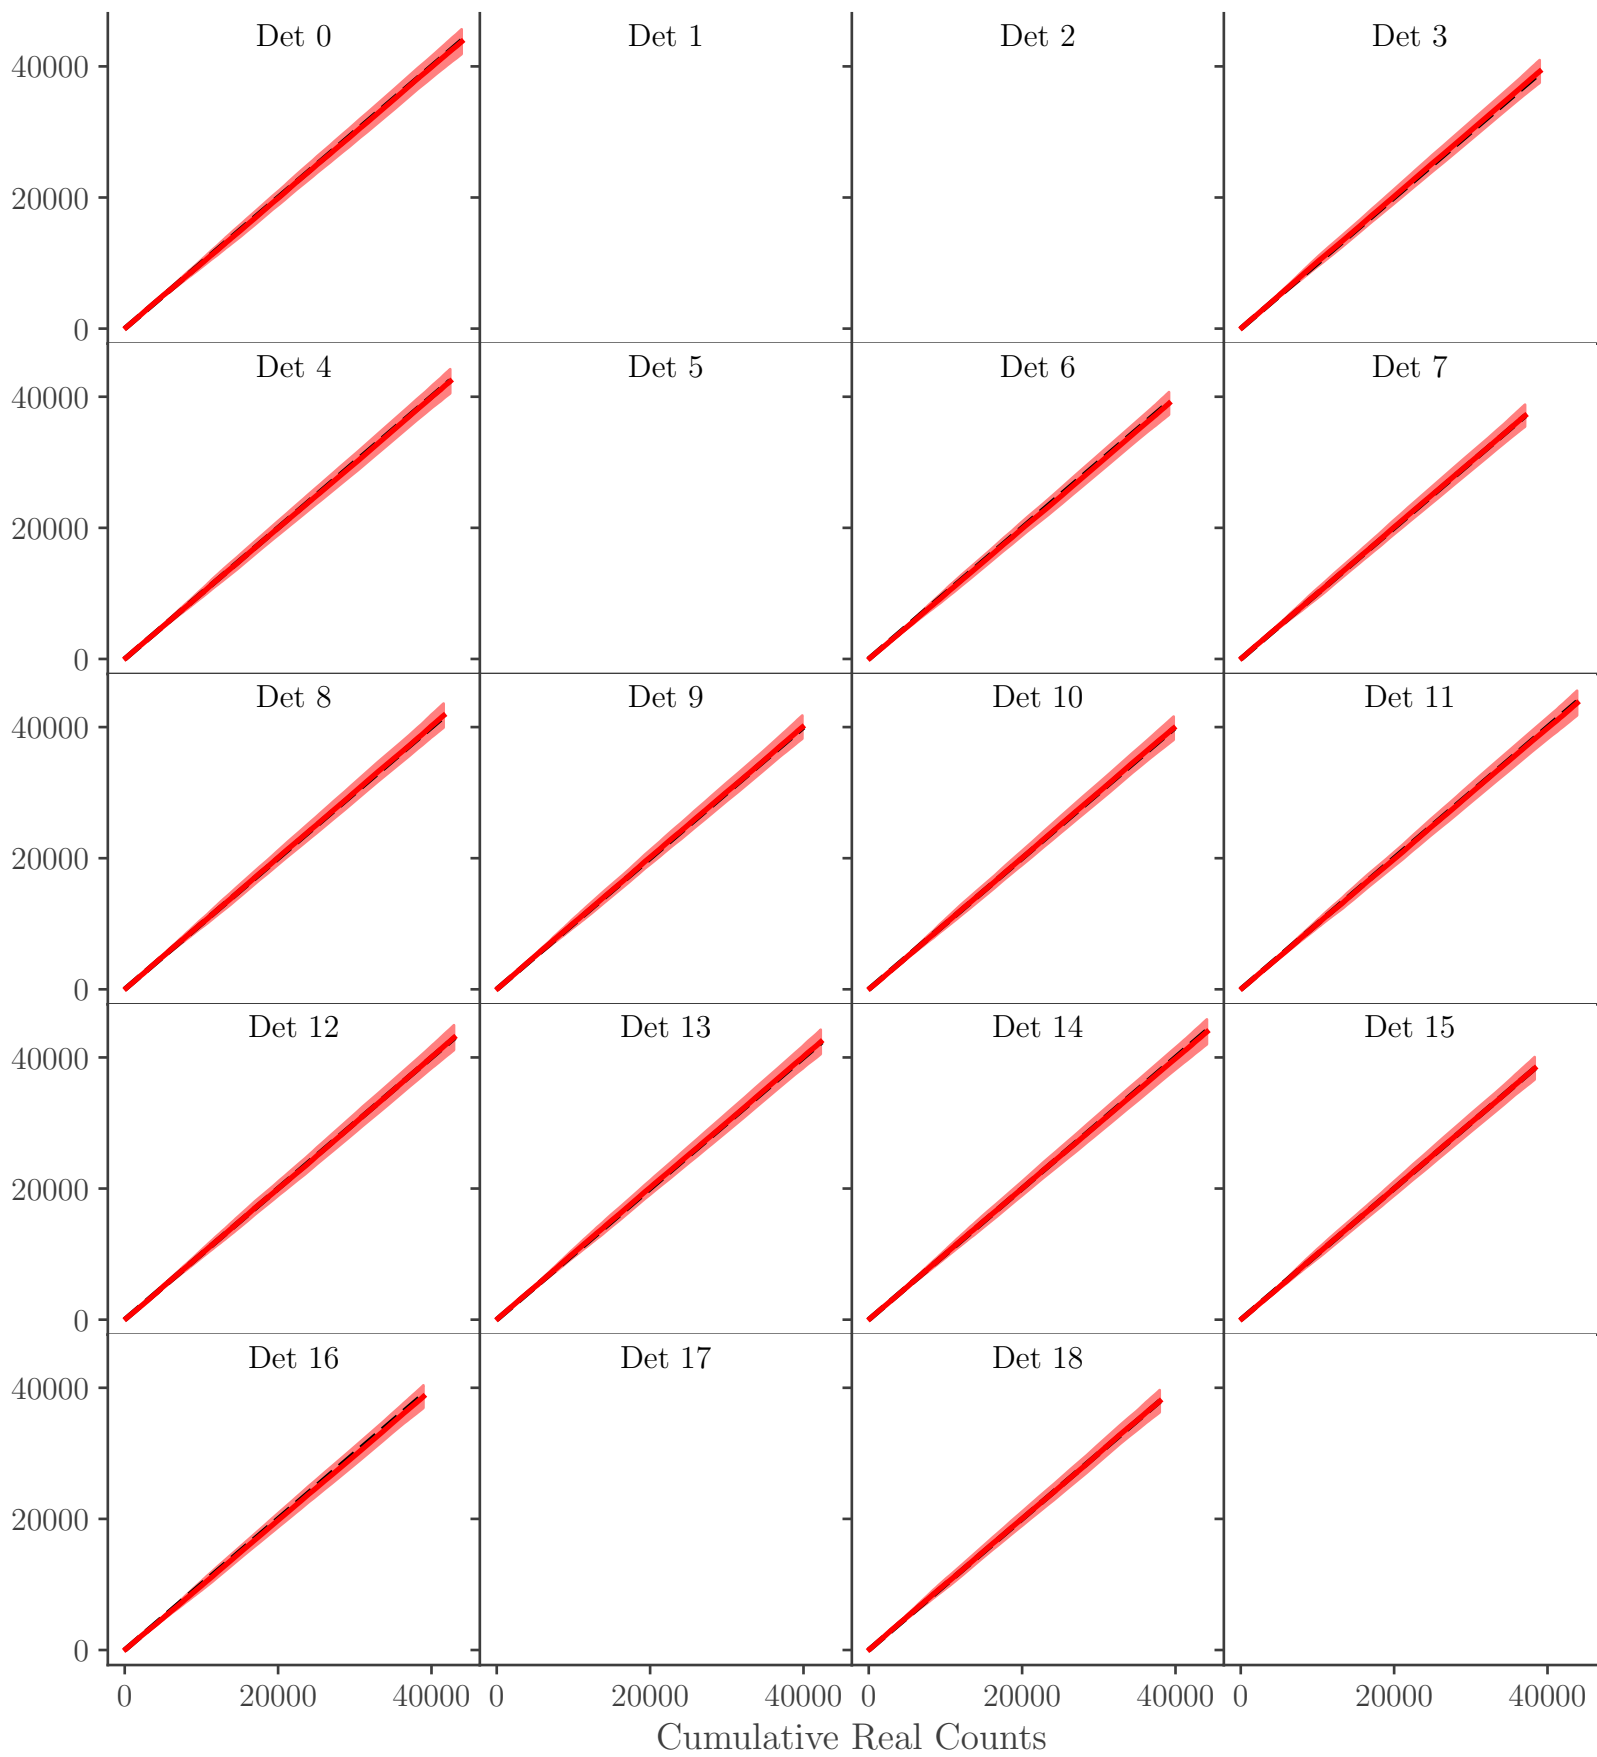 Det 0 Det 1 Det 2 Det 3
40000
20000
0
Det 4 Det 5 Det 6 Det 7
40000
20000
0
Det 8 Det 9 Det 10 Det 11
40000
20000
0
Det 12 Det 13 Det 14 Det 15
40000
20000
0
Det 16 Det 17 Det 18
40000
20000
0
0 20000 40000 0 20000 40000 0 20000 40000 0 20000 40000
Cumulative Real Counts